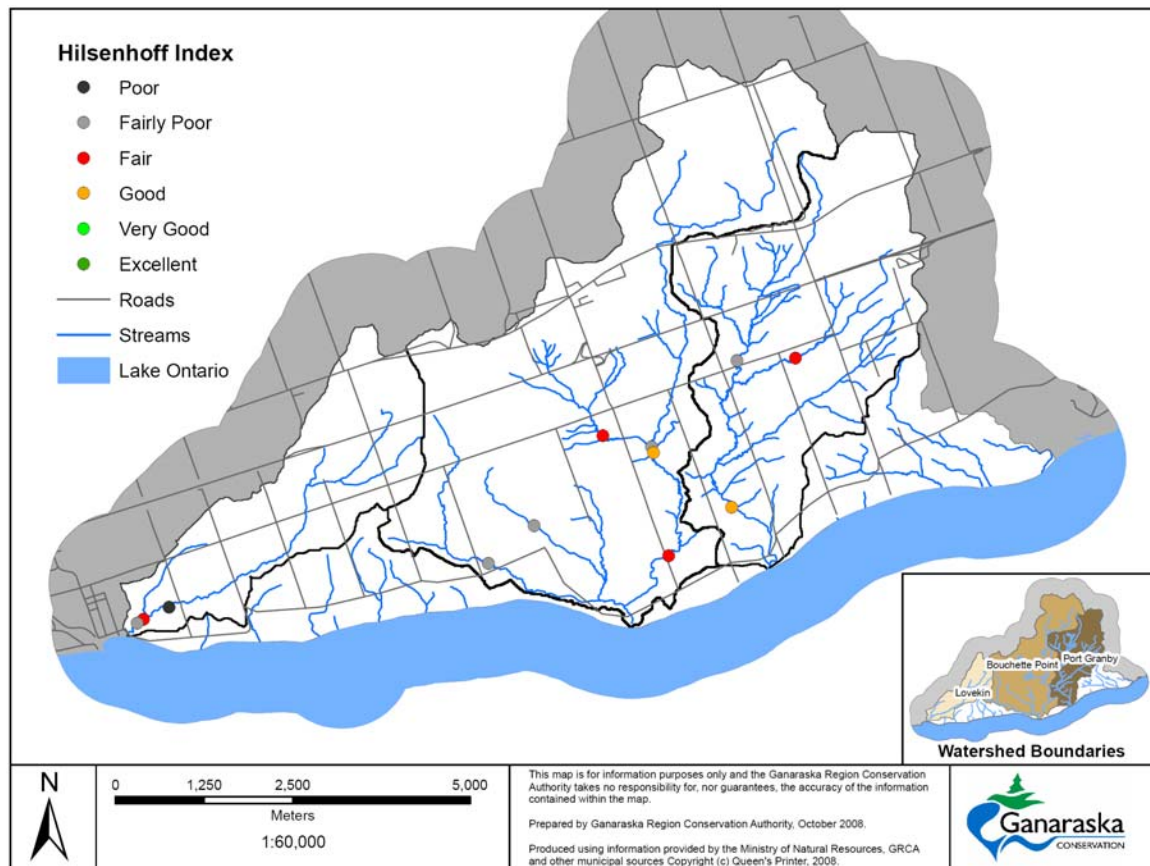 Hilsenhoff Index
Poor
Fairly Poor
Fair
Good
Very Good
Excellent
Roads
Streams
Lake Ontario
Bouchette Point
Port Granby
Lovekin
Watershed Boundaries
N
0 1,250 2,500 5,000
Meters
1:60,000
This map is for information purposes only and the Ganaraska Region Conservation
Authority takes no responsibility for, nor guarantees, the accuracy of the information
contained within the map.
Prepared by Ganaraska Region Conservation Authority, October 2008.
Produced using information provided by the Ministry of Natural Resources, GRCA
and other municipal sources Copyright (c) Queen's Printer, 2008.
Ganaraska
CONSERVATION